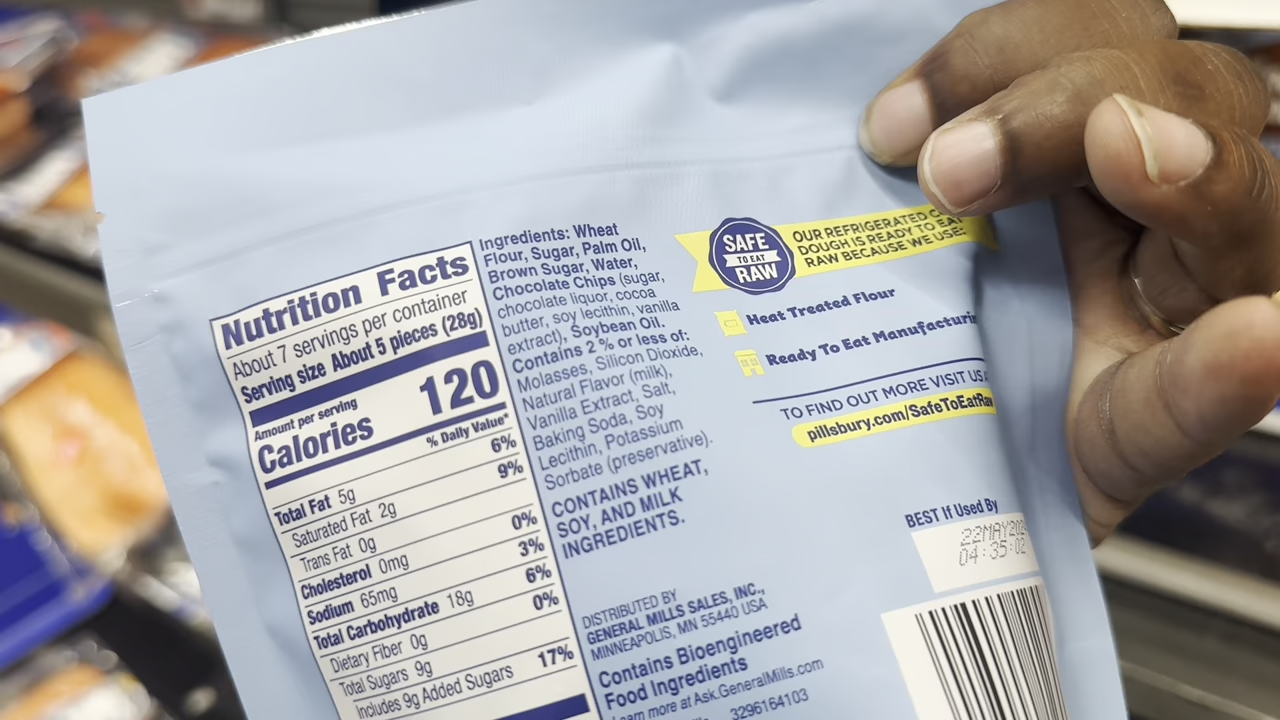 Nutrition Facts
About 7 servings per container
Serving size About 5 pieces (28g)
Amount per serving
Calories 120
% Daily Value*
Total Fat 5g 6%
Saturated Fat 2g 9%
Trans Fat 0g
Cholesterol 0mg 0%
Sodium 65mg 3%
Total Carbohydrate 18g 6%
Dietary Fiber 0g 0%
Total Sugars 9g
Includes 9g Added Sugars 17%
Ingredients: Wheat
Flour, Sugar, Palm Oil,
Brown Sugar, Water,
Chocolate Chips (sugar,
chocolate liquor, cocoa
butter, soy lecithin, vanilla
extract), Soybean Oil.
Contains 2% or less of:
Molasses, Silicon Dioxide,
Natural Flavor (milk),
Vanilla Extract, Salt,
Baking Soda, Soy
Lecithin, Potassium
Sorbate (preservative).
CONTAINS WHEAT,
SOY, AND MILK
INGREDIENTS.
DISTRIBUTED BY
GENERAL MILLS SALES, INC.,
MINNEAPOLIS, MN 55440 USA
Contains Bioengineered
Food Ingredients
Learn more at Ask.GeneralMills.com
3296164103
SAFE
TO EAT
RAW
OUR REFRIGERATED
DOUGH IS READY TO EAT
RAW BECAUSE WE USE:
Heat Treated Flour
Ready To Eat
TO FIND OUT MORE VISIT
pillsbury.com/SafeToEatRaw
BEST If Used By
22MAY202
04:35:02